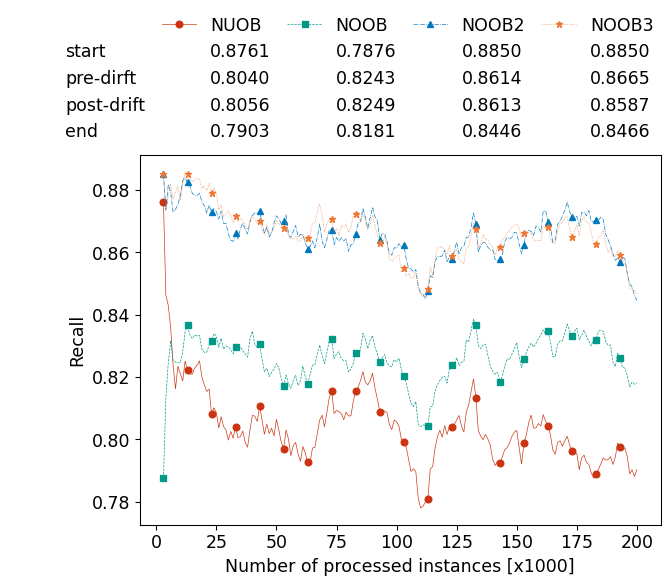 NUOB NOOB NOOB2 NOOB3
start 0.8761 0.7876 0.8850 0.8850
pre-dirft 0.8040 0.8243 0.8614 0.8665
post-drift 0.8056 0.8249 0.8613 0.8587
end 0.7903 0.8181 0.8446 0.8466
0.88
0.86
0.84
0.82
0.80
0.78
Recall
0 25 50 75 100 125 150 175 200
Number of processed instances [x1000]